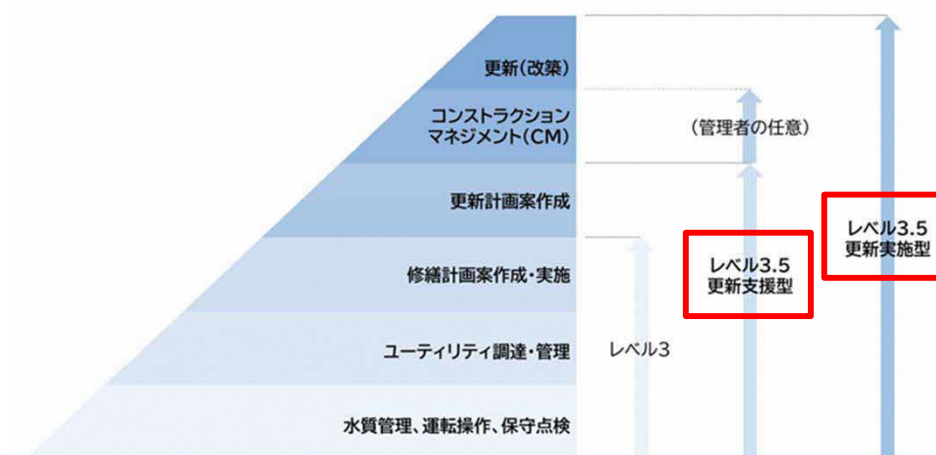 更新(改築)
コンストラクション
マネジメント(CM)
(管理者の任意)
更新計画案作成
レベル3.5
更新実施型
修繕計画案作成・実施
レベル3.5
更新支援型
ユーティリティ調達・管理
レベル3
水質管理、運転操作、保守点検